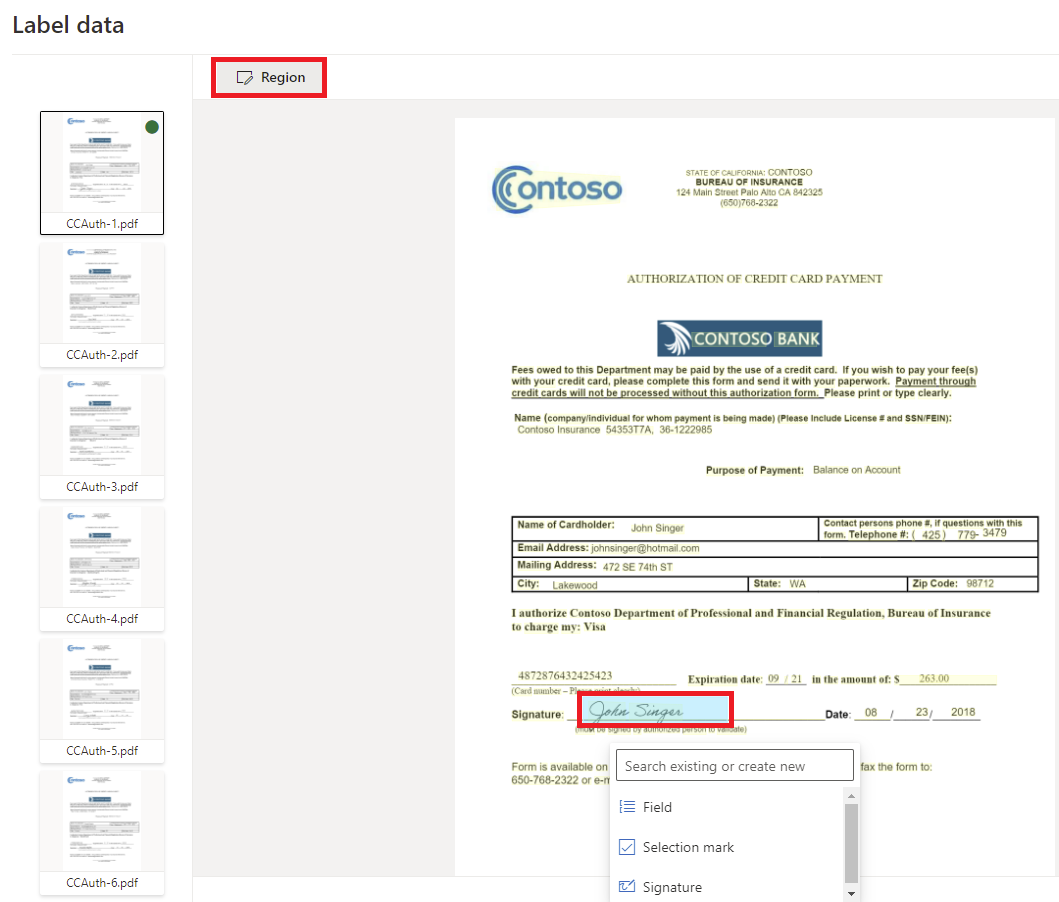 Label data
Region
CCAuth-1.pdf
CCAuth-2.pdf
CCAuth-3.pdf
CCAuth-4.pdf
CCAuth-5.pdf
CCAuth-6.pdf
Contoso
STATE OF CALIFORNIA: CONTOSO
BUREAU OF INSURANCE
124 Main Street Palo Alto CA 842325
(650)768-2322
AUTHORIZATION OF CREDIT CARD PAYMENT
CONTOSO BANK
Fees owed to this Department may be paid by the use of a credit card. If you wish to pay your fee(s)
with your credit card, please complete this form and send it with your paperwork. Payment through
credit cards will not be processed without this authorization form. Please print or type clearly.
Name (company/individual for whom payment is being made) (Please Include License # and SSN/FEIN):
Contoso Insurance 54353T7A, 36-1222985
Purpose of Payment: Balance on Account
Name of Cardholder: John Singer
Contact persons phone #, if questions with this
form. Telephone #: ( 425 ) 779- 3479
Email Address: johnsinger@hotmail.com
Mailing Address: 472 SE 74th ST
City: Lakewood State: WA Zip Code: 98712
I authorize Contoso Department of Professional and Financial Regulation, Bureau of Insurance
to charge my: Visa
4872876432425423 Expiration date: 09 / 21 in the amount of: $ 263.00
(Card number – Please print clearly)
Signature: John Singer Date: 08 / 23 / 2018
(must be signed by authorized person to validate)
Form is available on fax the form to:
650-768-2322 or e-m
Search existing or create new
Field
Selection mark
Signature